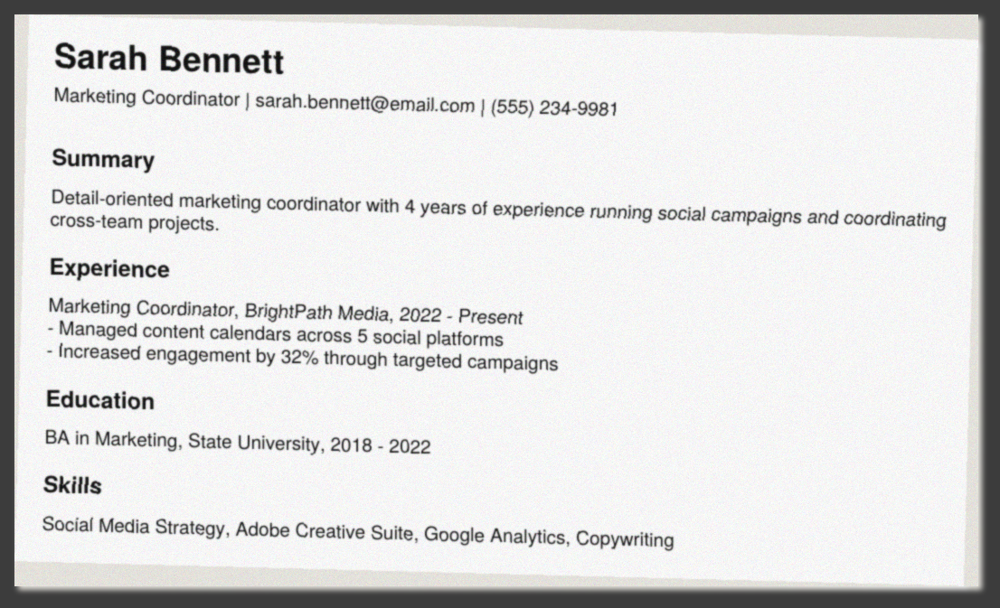 Sarah Bennett
Marketing Coordinator | sarah.bennett@email.com | (555) 234-9981
Summary
Detail-oriented marketing coordinator with 4 years of experience running social campaigns and coordinating
cross-team projects.
Experience
Marketing Coordinator, BrightPath Media, 2022 - Present
- Managed content calendars across 5 social platforms
- Increased engagement by 32% through targeted campaigns
Education
BA in Marketing, State University, 2018 - 2022
Skills
Social Media Strategy, Adobe Creative Suite, Google Analytics, Copywriting